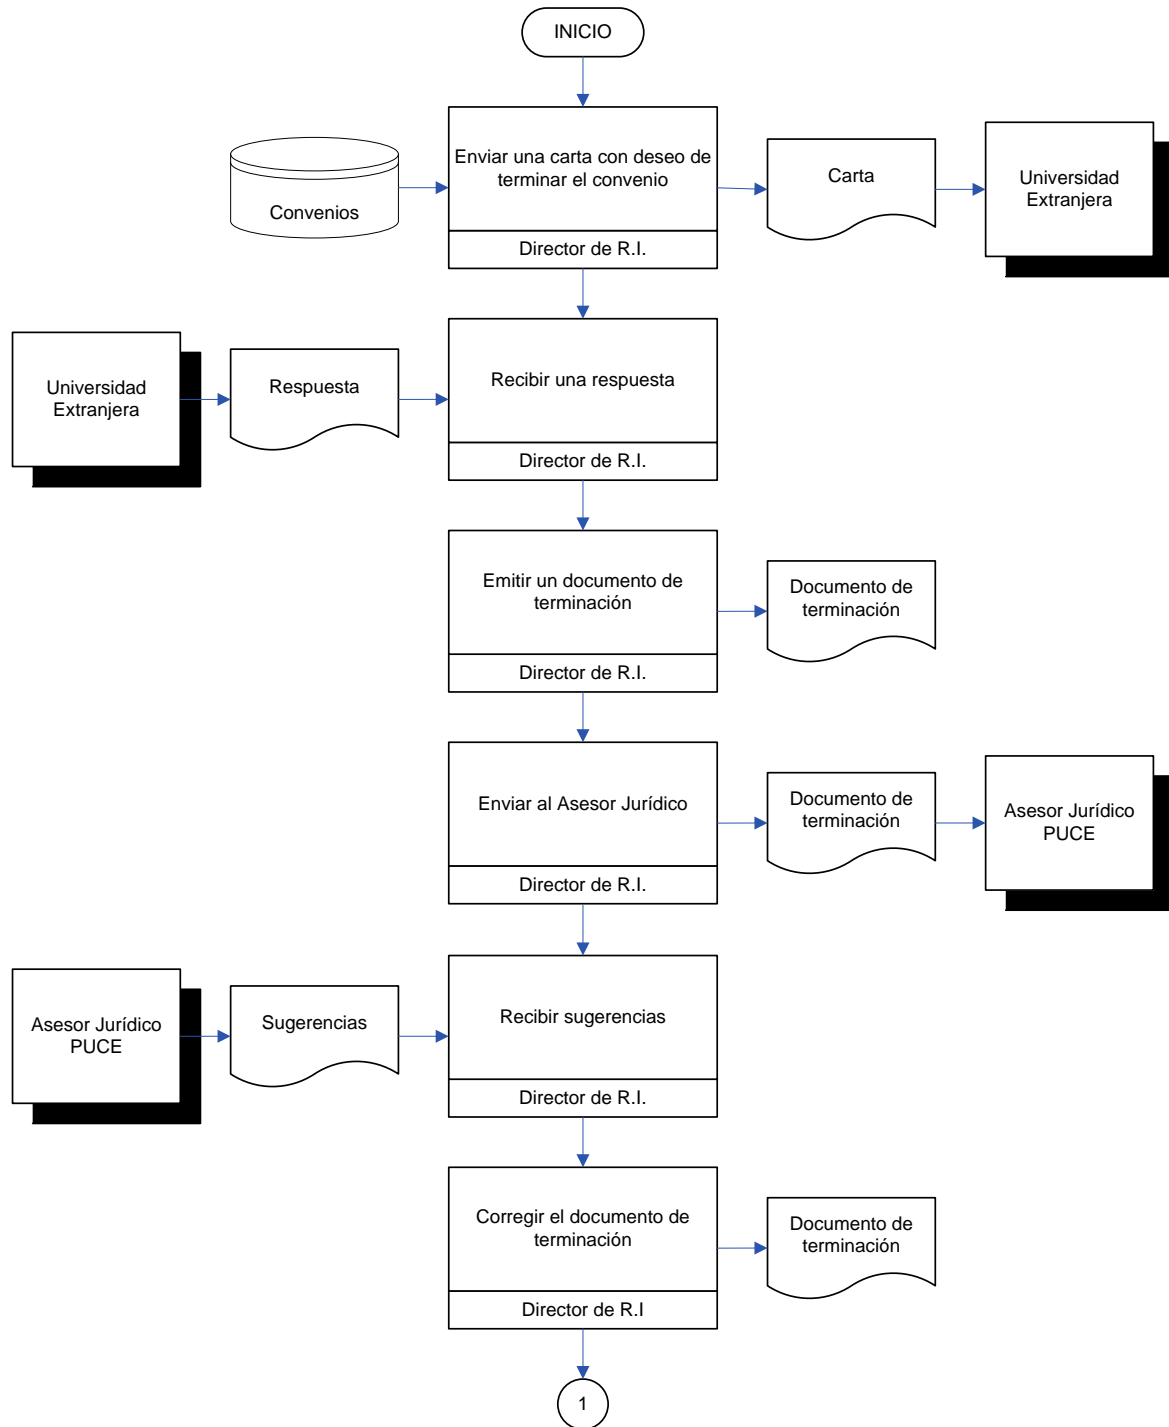 INICIO
Convenios
Enviar una carta con deseo de
terminar el convenio
Director de R.I.
Carta
Universidad
Extranjera
Universidad
Extranjera
Respuesta
Recibir una respuesta
Director de R.I.
Emitir un documento de
terminación
Director de R.I.
Documento de
terminación
Enviar al Asesor Jurídico
Director de R.I.
Documento de
terminación
Asesor Jurídico
PUCE
Asesor Jurídico
PUCE
Sugerencias
Recibir sugerencias
Director de R.I.
Corregir el documento de
terminación
Director de R.I
Documento de
terminación
1